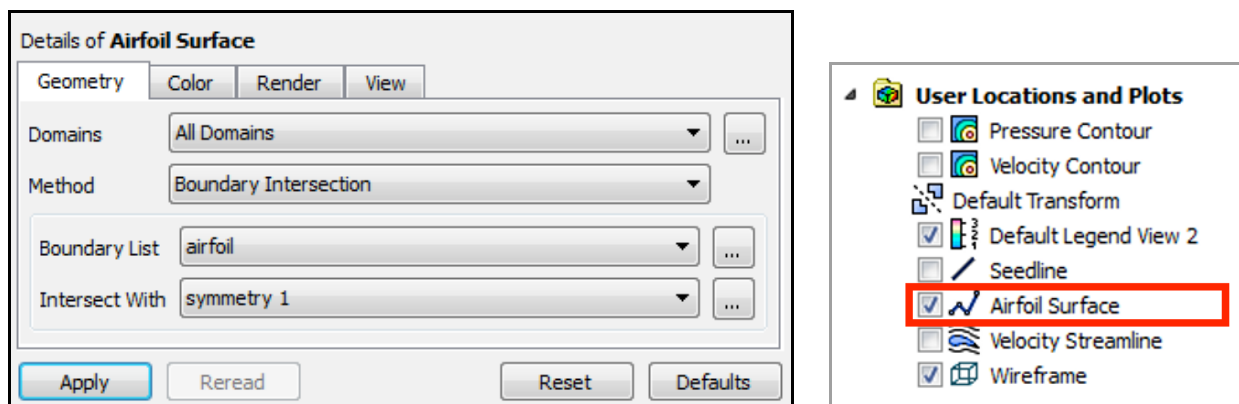 Details of Airfoil Surface
Geometry Color Render View
Domains All Domains ...
Method Boundary Intersection
Boundary List airfoil ...
Intersect With symmetry 1 ...
Apply Reread Reset Defaults
User Locations and Plots
Pressure Contour
Velocity Contour
Default Transform
Default Legend View 2
Seedline
Airfoil Surface
Velocity Streamline
Wireframe